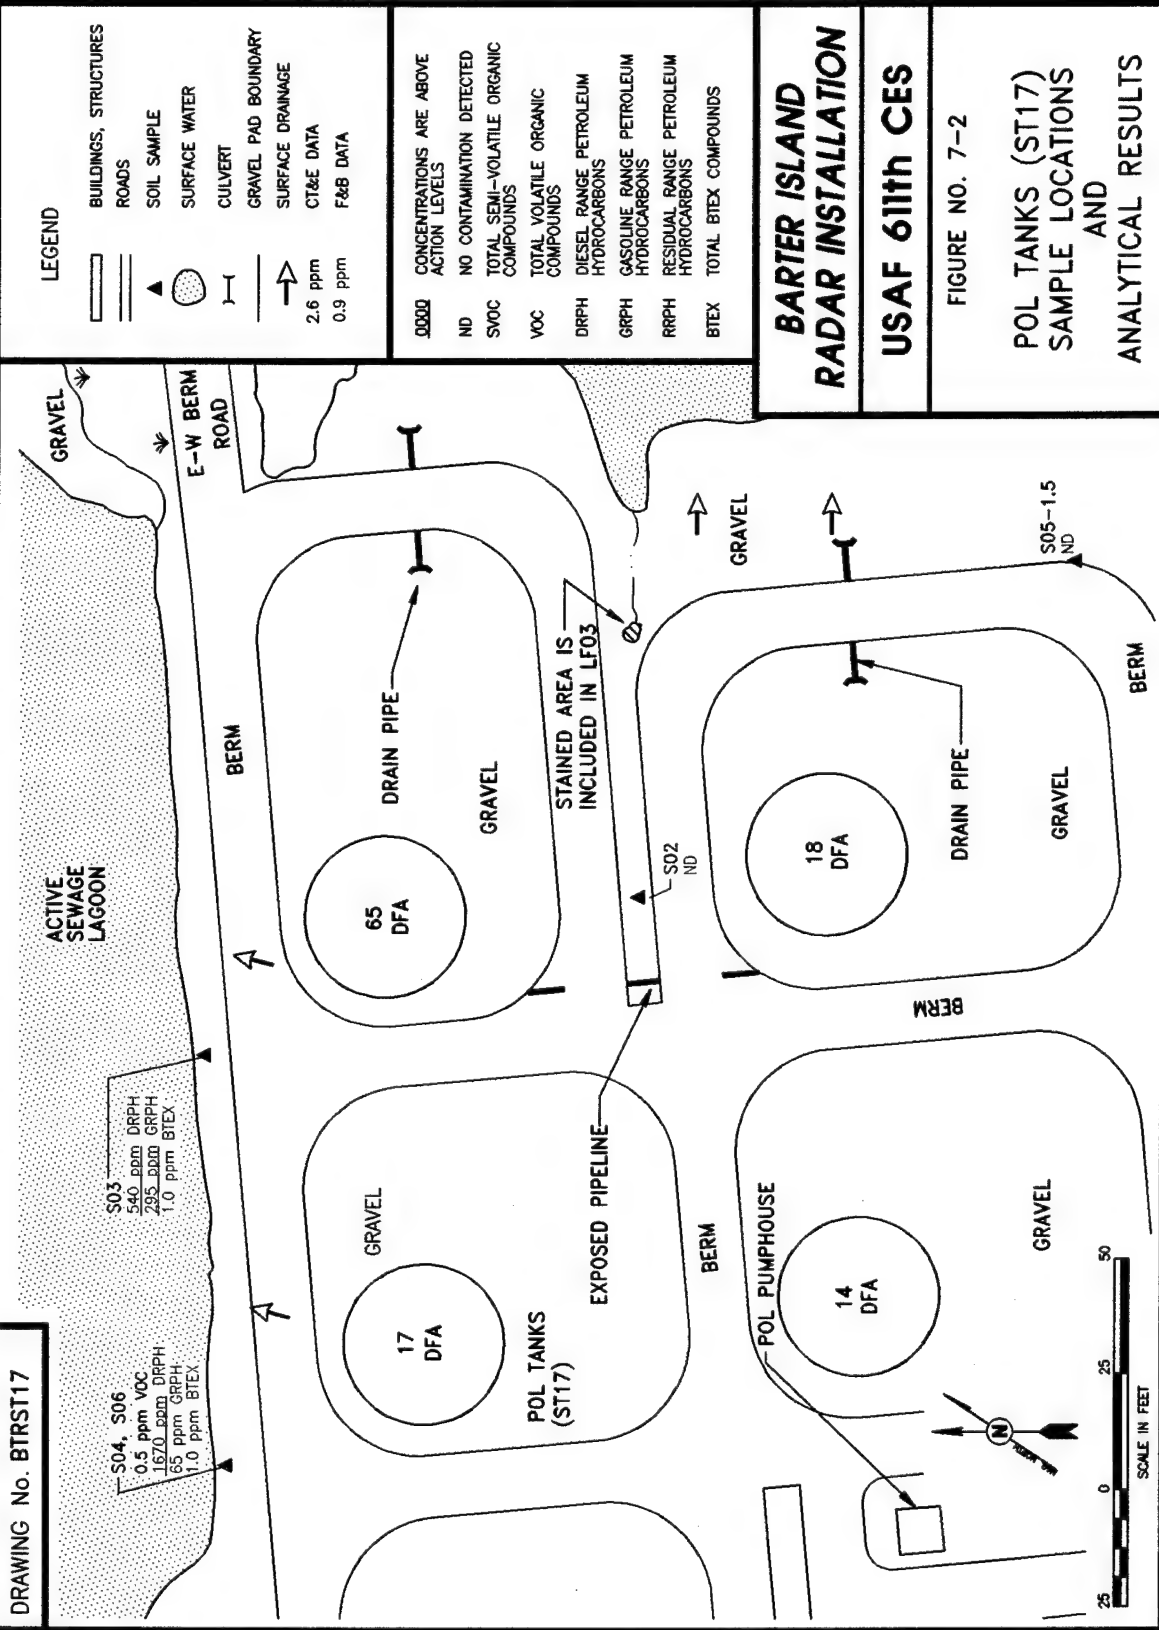 DRAWING No. BTRST17
ACTIVE
SEWAGE
LAGOON
GRAVEL
E-W BERM
ROAD
S04, S06
0.5 ppm VOC
1670 ppm DRPH
65 ppm GRPH
1.0 ppm BTEX
S03
540 ppm DRPH
295 ppm GRPH
1.0 ppm BTEX
BERM
17
DFA
GRAVEL
POL TANKS
(ST17)
65
DFA
DRAIN PIPE
GRAVEL
EXPOSED PIPELINE
STAINED AREA IS
INCLUDED IN LF03
S02
ND
BERM
GRAVEL
POL PUMPHOUSE
14
DFA
GRAVEL
BERM
18
DFA
DRAIN PIPE
GRAVEL
S05-1.5
ND
BERM
N
25 0 25 50
SCALE IN FEET
LEGEND
BUILDINGS, STRUCTURES
ROADS
SOIL SAMPLE
SURFACE WATER
CULVERT
GRAVEL PAD BOUNDARY
SURFACE DRAINAGE
2.6 ppm CT&E DATA
0.9 ppm F&B DATA
0000 CONCENTRATIONS ARE ABOVE
ACTION LEVELS
ND NO CONTAMINATION DETECTED
SVOC TOTAL SEMI-VOLATILE ORGANIC
COMPOUNDS
VOC TOTAL VOLATILE ORGANIC
COMPOUNDS
DRPH DIESEL RANGE PETROLEUM
HYDROCARBONS
GRPH GASOLINE RANGE PETROLEUM
HYDROCARBONS
RRPH RESIDUAL RANGE PETROLEUM
HYDROCARBONS
BTEX TOTAL BTEX COMPOUNDS
BARTER ISLAND
RADAR INSTALLATION
USAF 611th CES
FIGURE NO. 7-2
POL TANKS (ST17)
SAMPLE LOCATIONS
AND
ANALYTICAL RESULTS